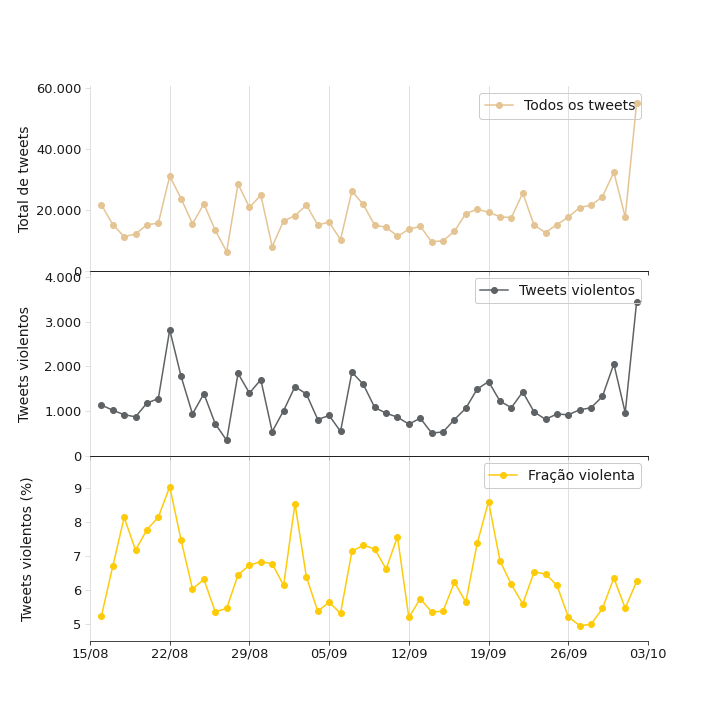 60.000
Todos os tweets
40.000
20.000
0
Total de tweets
4.000
Tweets violentos
3.000
2.000
1.000
0
Tweets violentos
Fração violenta
9
8
7
6
5
Tweets violentos (%)
15/08 22/08 29/08 05/09 12/09 19/09 26/09 03/10